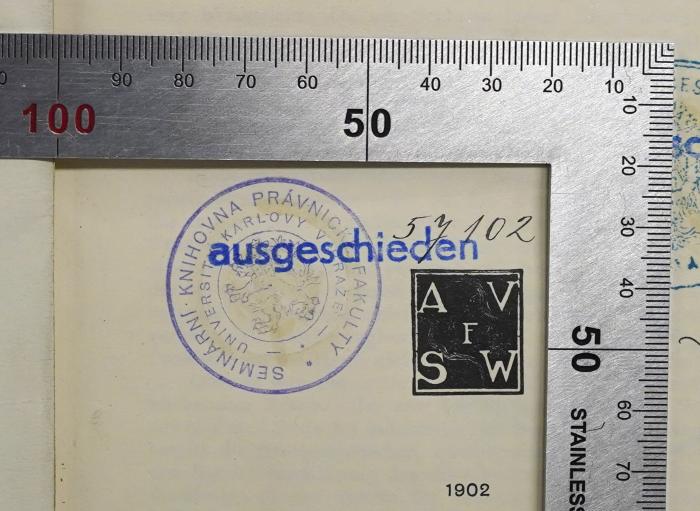 90 80 70 60 40 30 20 10
100 50
10
20
30
40
50
60
70
STAINLESS
SEMINÁRNÍ KNIHOVNA PRÁVNICKÉ FAKULTY
UNIVERSITY KARLOVY V PRAZE
ausgeschieden
102
A V
F
S W
1902